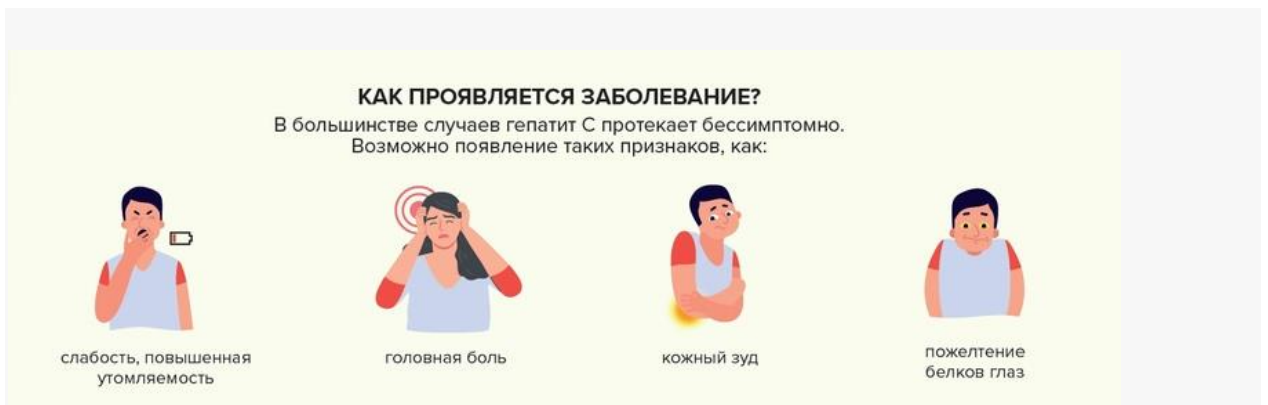 КАК ПРОЯВЛЯЕТСЯ ЗАБОЛЕВАНИЕ?
В большинстве случаев гепатит С протекает бессимптомно.
Возможно появление таких признаков, как:
слабость, повышенная
утомляемость
головная боль
кожный зуд
пожелтение
белков глаз